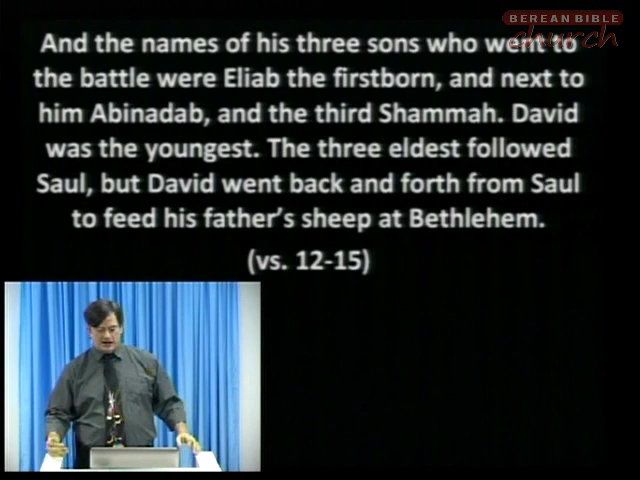 BEREAN BIBLE
church
And the names of his three sons who went to
the battle were Eliab the firstborn, and next to
him Abinadab, and the third Shammah. David
was the youngest. The three eldest followed
Saul, but David went back and forth from Saul
to feed his father's sheep at Bethlehem.
(vs. 12-15)